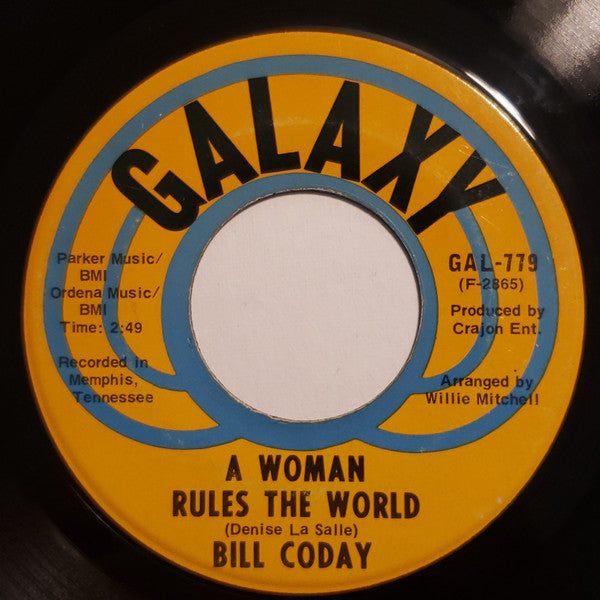 GALAXY
Parker Music/
BMI
Ordena Music/
BMI
Time: 2:49
Recorded in
Memphis,
Tennessee
GAL-779
(F-2865)
Produced by
Crajon Ent.
Arranged by
Willie Mitchell
A WOMAN
RULES THE WORLD
(Denise La Salle)
BILL CODAY